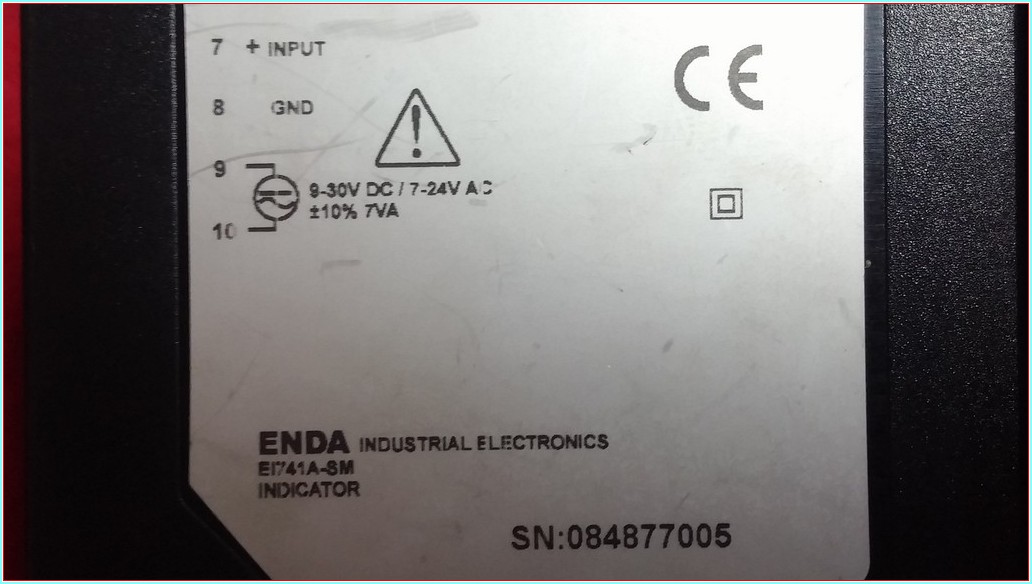 7 + INPUT
8 GND
9
9-30V DC / 7-24V AC
±10% 7VA
10
CE
ENDA INDUSTRIAL ELECTRONICS
EI741A-SM
INDICATOR
SN:084877005